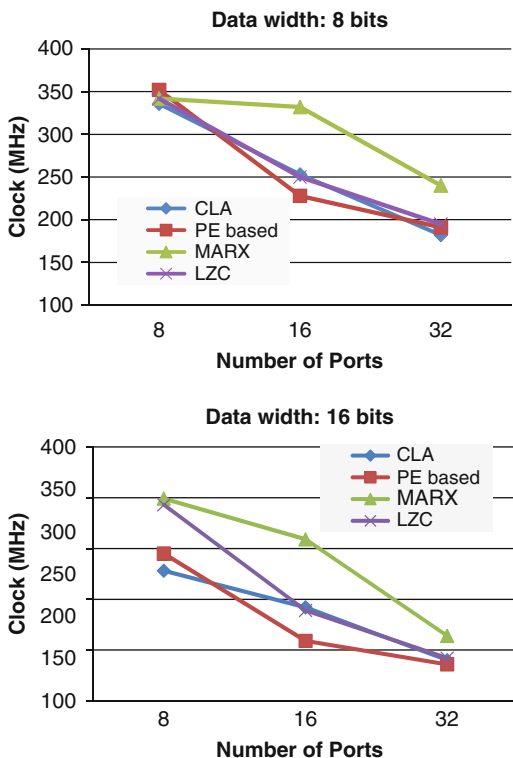 Data width: 8 bits
400
350
300
250
200
150
100
Clock (MHz)
CLA
PE based
MARX
LZC
8 16 32
Number of Ports
Data width: 16 bits
400
300
250
200
150
100
Clock (MHz)
CLA
PE based
MARX
LZC
8 16 32
Number of Ports